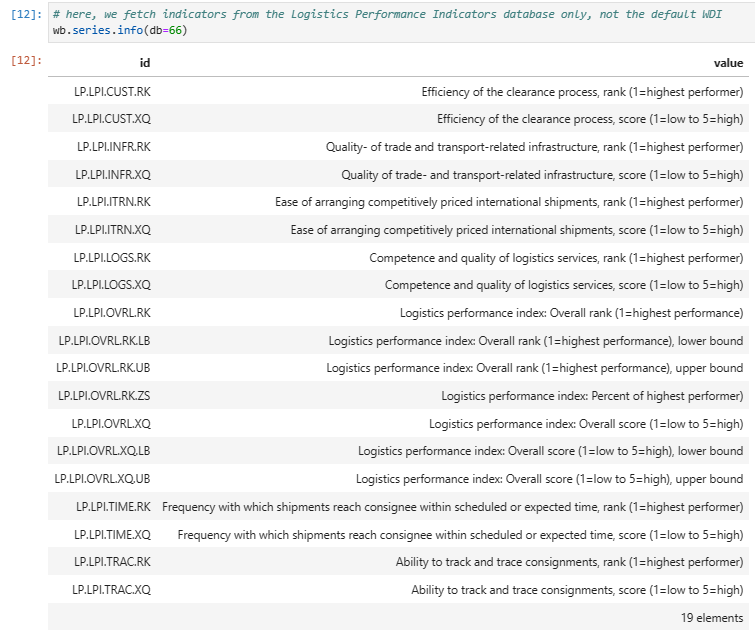 [12]: # here, we fetch indicators from the Logistics Performance Indicators database only, not the default WDI
wb.series.info(db=66)
[12]: id value
LP.LPI.CUST.RK Efficiency of the clearance process, rank (1=highest performer)
LP.LPI.CUST.XQ Efficiency of the clearance process, score (1=low to 5=high)
LP.LPI.INFR.RK Quality- of trade and transport-related infrastructure, rank (1=highest performer)
LP.LPI.INFR.XQ Quality of trade- and transport-related infrastructure, score (1=low to 5=high)
LP.LPI.ITRN.RK Ease of arranging competitively priced international shipments, rank (1=highest performer)
LP.LPI.ITRN.XQ Ease of arranging competitively priced international shipments, score (1=low to 5=high)
LP.LPI.LOGS.RK Competence and quality of logistics services, rank (1=highest performer)
LP.LPI.LOGS.XQ Competence and quality of logistics services, score (1=low to 5=high)
LP.LPI.OVRL.RK Logistics performance index: Overall rank (1=highest performance)
LP.LPI.OVRL.RK.LB Logistics performance index: Overall rank (1=highest performance), lower bound
LP.LPI.OVRL.RK.UB Logistics performance index: Overall rank (1=highest performance), upper bound
LP.LPI.OVRL.RK.ZS Logistics performance index: Percent of highest performer)
LP.LPI.OVRL.XQ Logistics performance index: Overall score (1=low to 5=high)
LP.LPI.OVRL.XQ.LB Logistics performance index: Overall score (1=low to 5=high), lower bound
LP.LPI.OVRL.XQ.UB Logistics performance index: Overall score (1=low to 5=high), upper bound
LP.LPI.TIME.RK Frequency with which shipments reach consignee within scheduled or expected time, rank (1=highest performer)
LP.LPI.TIME.XQ Frequency with which shipments reach consignee within scheduled or expected time, score (1=low to 5=high)
LP.LPI.TRAC.RK Ability to track and trace consignments, rank (1=highest performer)
LP.LPI.TRAC.XQ Ability to track and trace consignments, score (1=low to 5=high)
19 elements